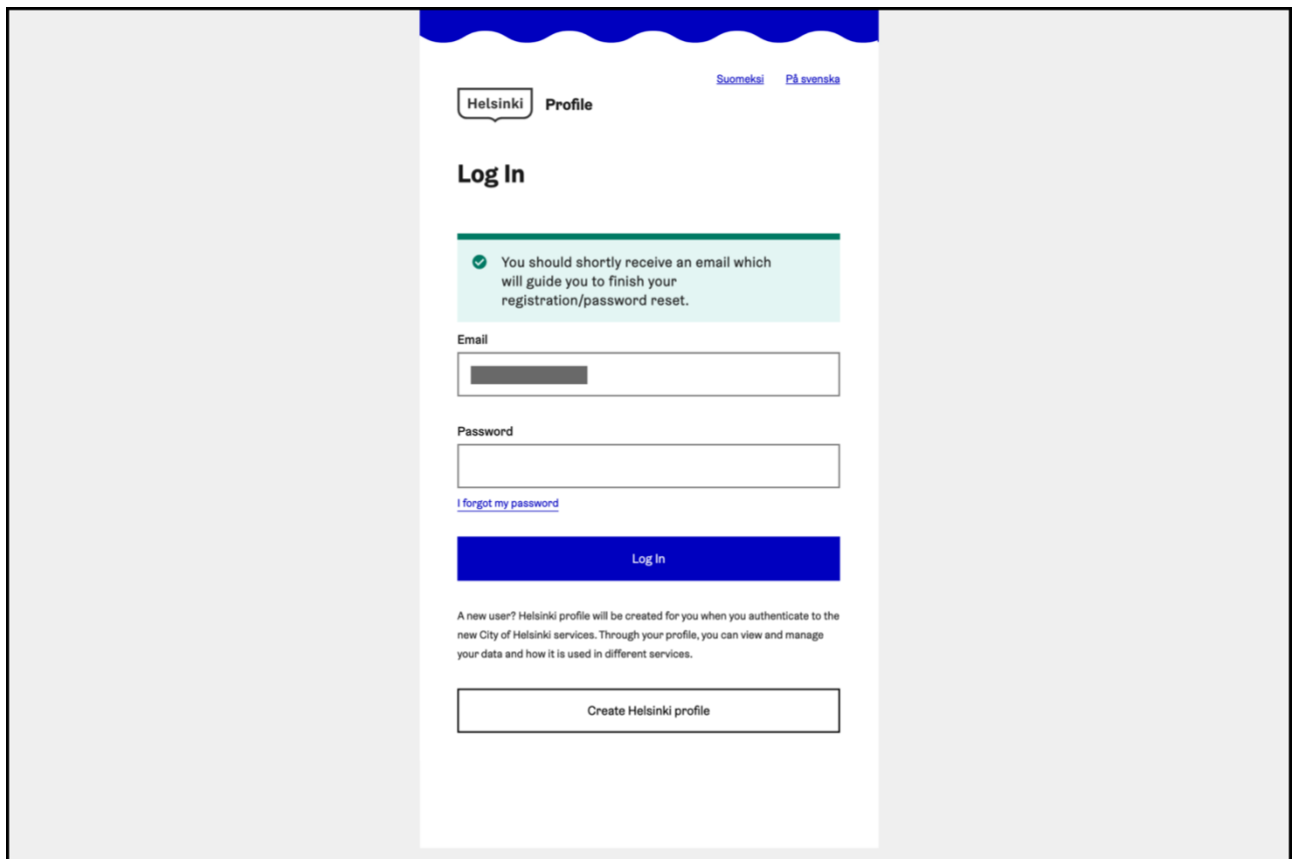 Suomeksi På svenska
Helsinki Profile
Log In
You should shortly receive an email which
will guide you to finish your
registration/password reset.
Email
Password
I forgot my password
Log In
A new user? Helsinki profile will be created for you when you authenticate to the
new City of Helsinki services. Through your profile, you can view and manage
your data and how it is used in different services.
Create Helsinki profile